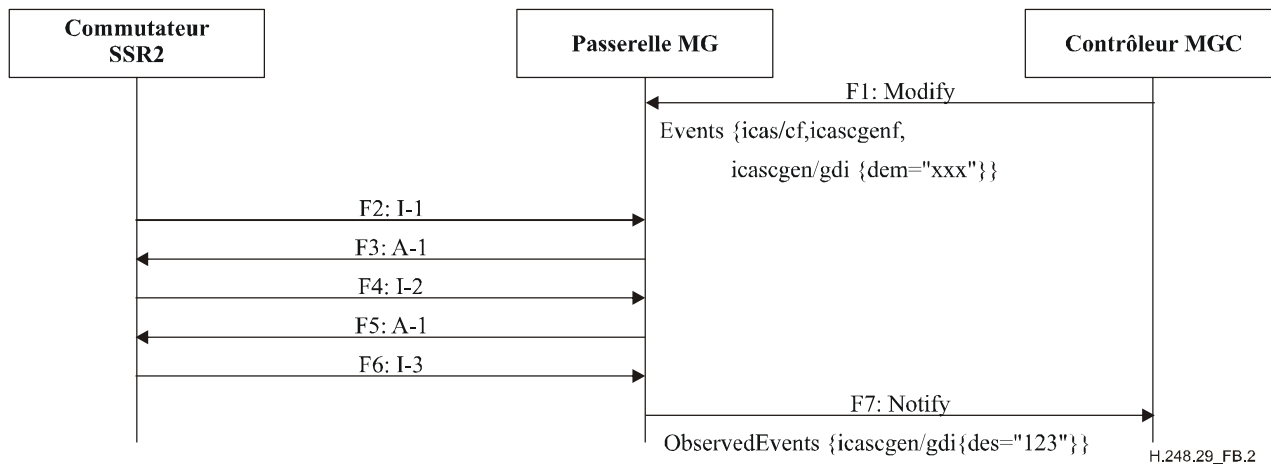 Commutateur
SSR2
Passerelle MG
Contrôleur MGC
F1: Modify
Events {icas/cf,icascgenf,
icascgen/gdi {dem="xxx"}}
F2: I-1
F3: A-1
F4: I-2
F5: A-1
F6: I-3
F7: Notify
ObservedEvents {icascgen/gdi{des="123"}}
H.248.29_FB.2